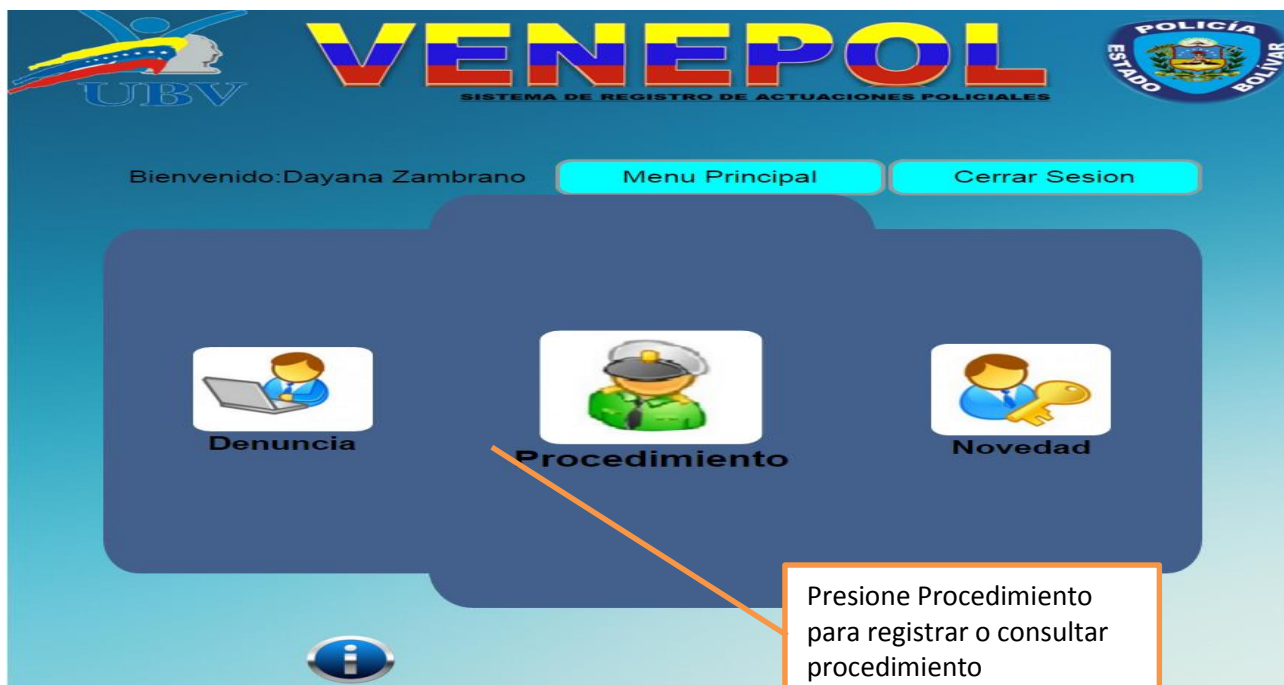 UBV
VENEPOL
SISTEMA DE REGISTRO DE ACTUACIONES POLICIALES
POLICÍA
ESTADO BOLÍVAR
Bienvenido:Dayana Zambrano
Menu Principal
Cerrar Sesion
Denuncia
Procedimiento
Novedad
Presione Procedimiento
para registrar o consultar
procedimiento
i